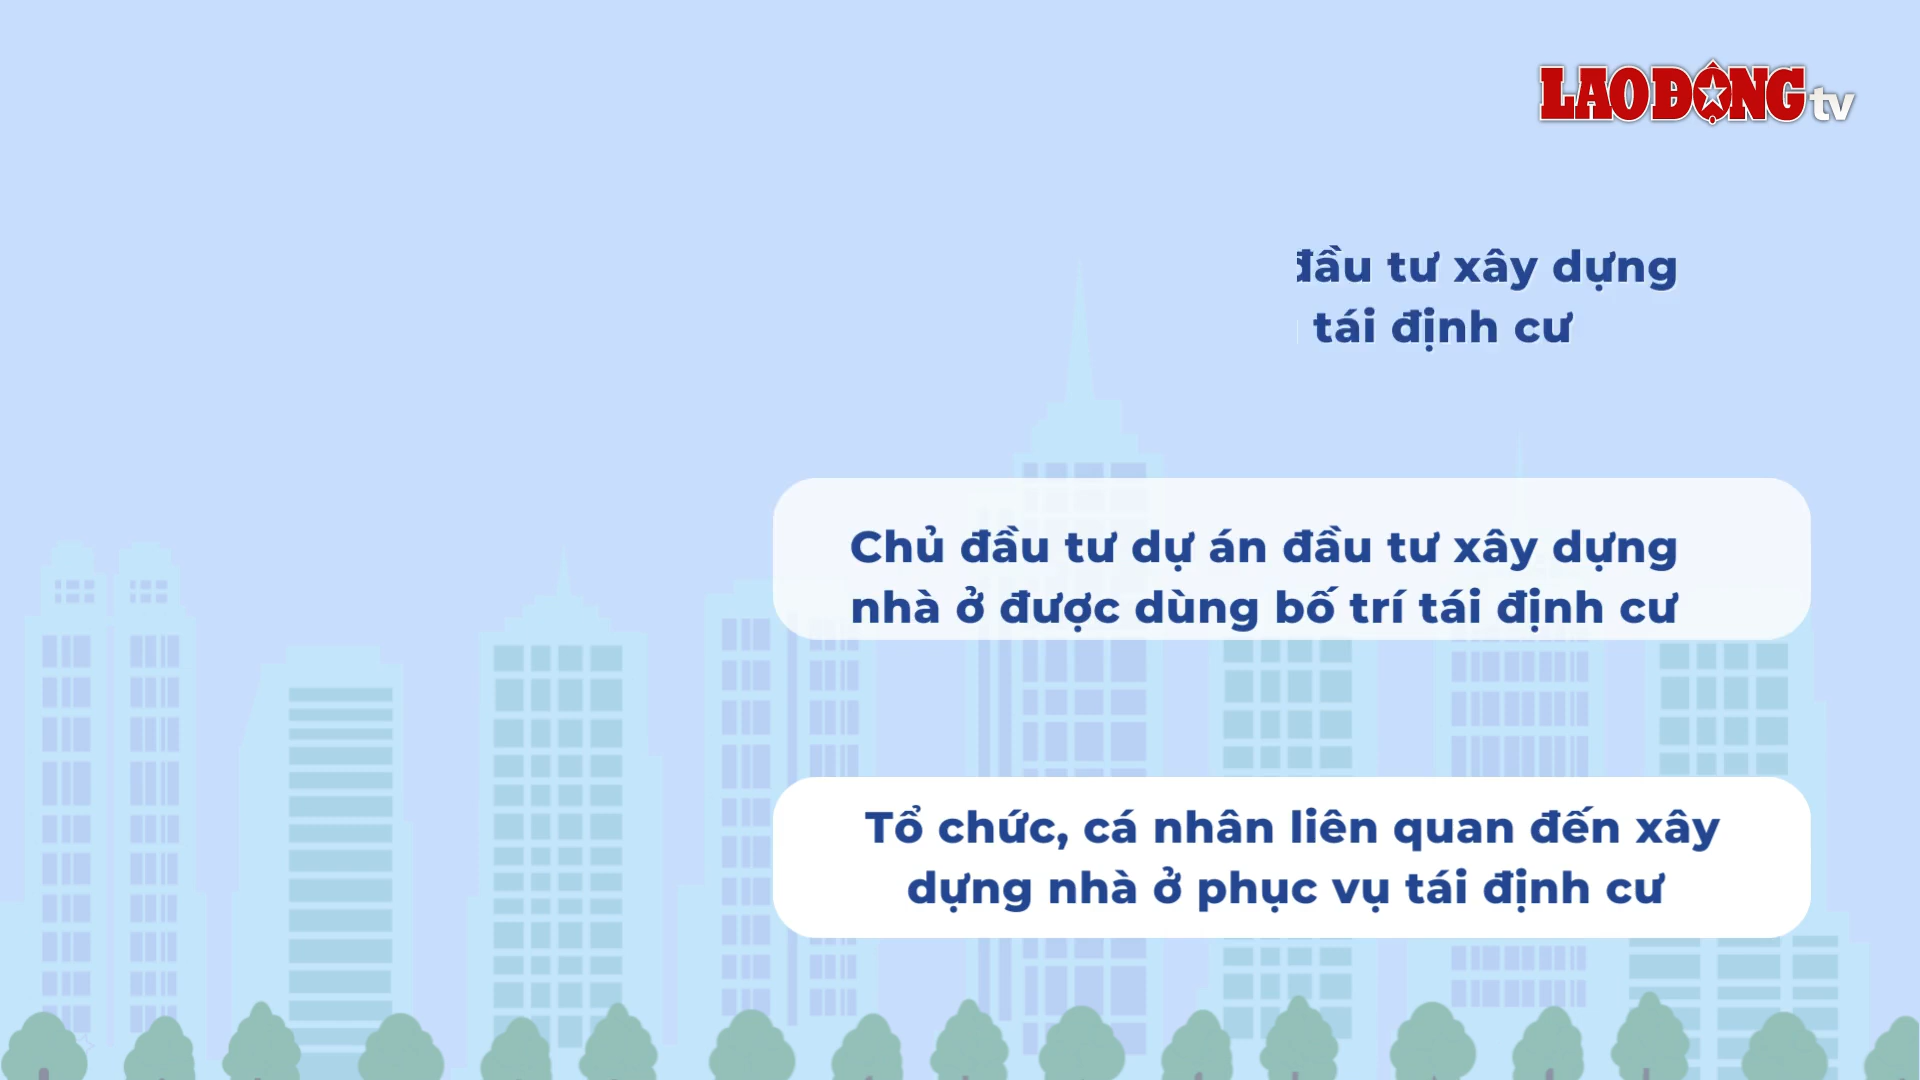 LAO ĐỘNG tv
đầu tư xây dựng
tái định cư
Chủ đầu tư dự án đầu tư xây dựng
nhà ở được dùng bố trí tái định cư
Tổ chức, cá nhân liên quan đến xây
dựng nhà ở phục vụ tái định cư